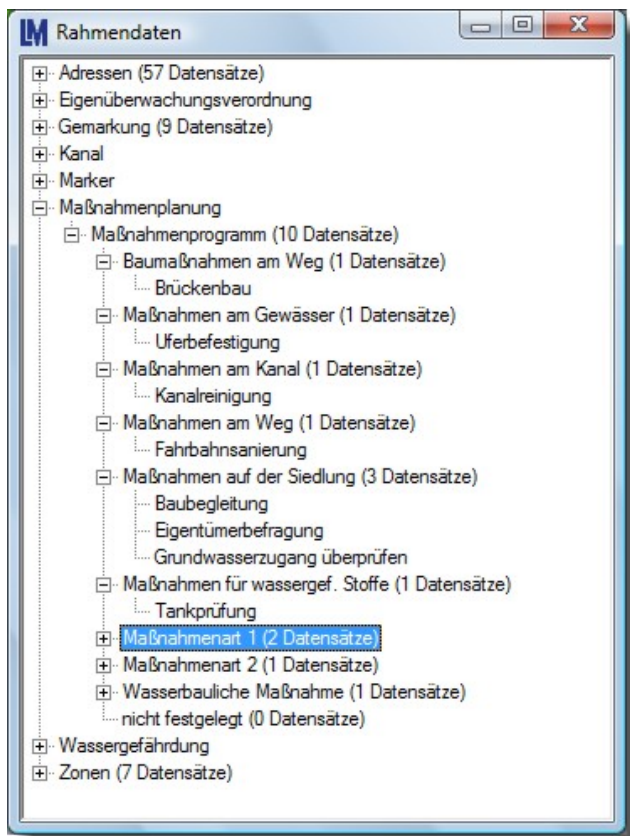 LM Rahmendaten
Adressen (57 Datensätze)
Eigenüberwachungsverordnung
Gemarkung (9 Datensätze)
Kanal
Marker
Maßnahmenplanung
Maßnahmenprogramm (10 Datensätze)
Baumaßnahmen am Weg (1 Datensätze)
Brückenbau
Maßnahmen am Gewässer (1 Datensätze)
Uferbefestigung
Maßnahmen am Kanal (1 Datensätze)
Kanalreinigung
Maßnahmen am Weg (1 Datensätze)
Fahrbahnsanierung
Maßnahmen auf der Siedlung (3 Datensätze)
Baubegleitung
Eigentümerbefragung
Grundwasserzugang überprüfen
Maßnahmen für wassergef. Stoffe (1 Datensätze)
Tankprüfung
Maßnahmenart 1 (2 Datensätze)
Maßnahmenart 2 (1 Datensätze)
Wasserbauliche Maßnahme (1 Datensätze)
nicht festgelegt (0 Datensätze)
Wassergefährdung
Zonen (7 Datensätze)